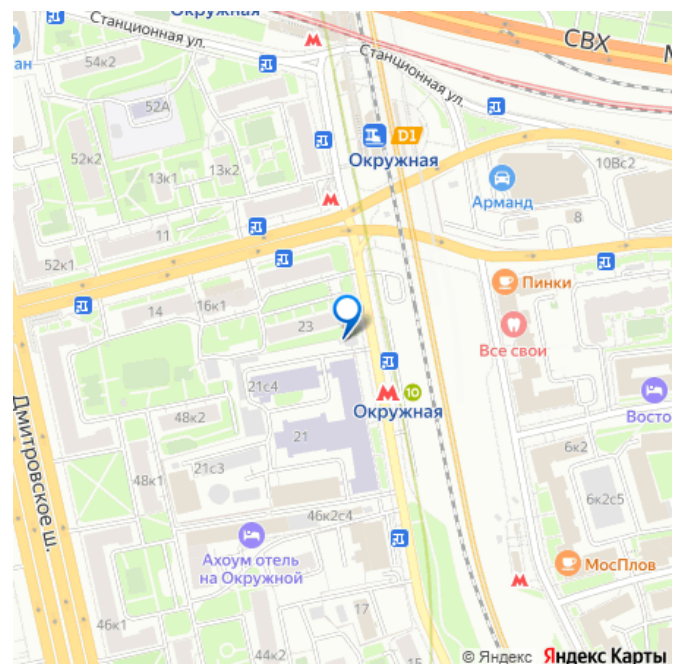 Окружная
Станционная ул.
СВХ
М
ан
54к2
Станционная ул.
52А
D1
Окружная
52к2
13к1
13к2
10Вс2
Арманд
8
11
52к1
Пинки
16к1
14
23
Все свои
21с4
10
Окружная
Восто
48к2
21
6к2
Дмитровское ш.
48к1
21с3
6к2с5
46к2с4
Ахоум отель
на Окружной
МосПлов
17
46к1
44к2
© Яндекс Яндекс Карты